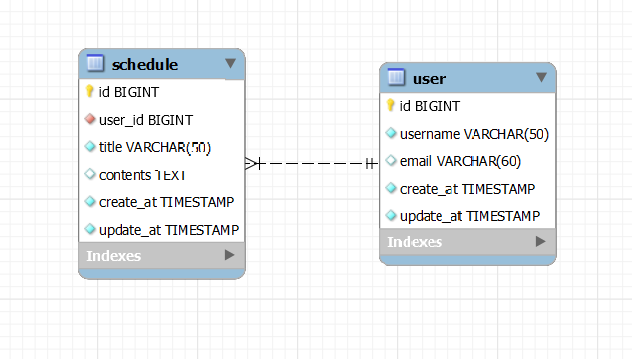 schedule
id BIGINT
user_id BIGINT
title VARCHAR(50)
contents TEXT
create_at TIMESTAMP
update_at TIMESTAMP
Indexes
user
id BIGINT
username VARCHAR(50)
email VARCHAR(60)
create_at TIMESTAMP
update_at TIMESTAMP
Indexes